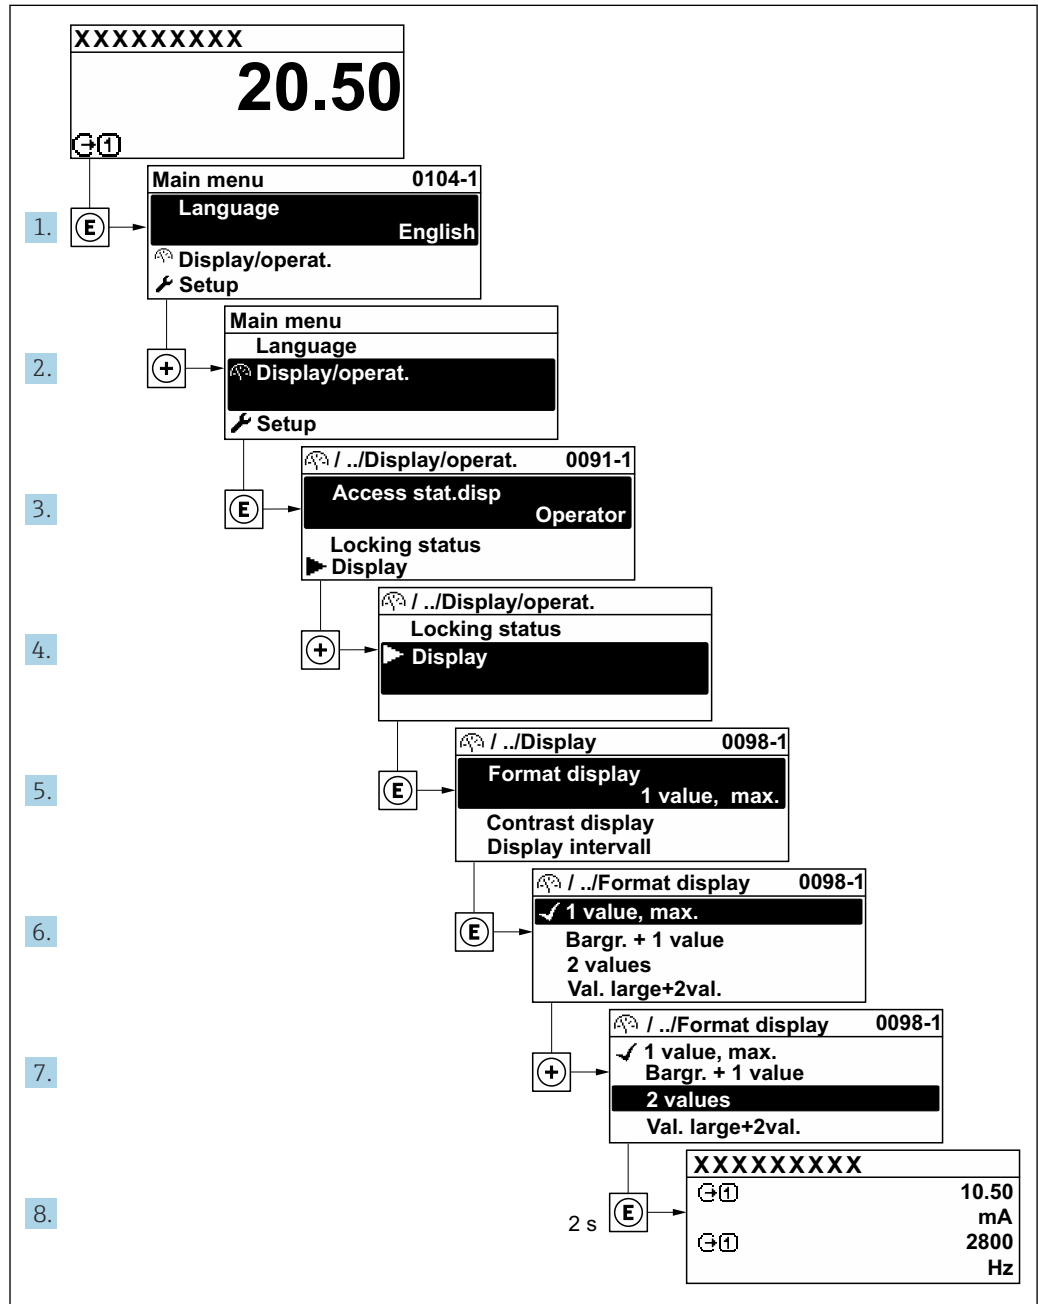 XXXXXXXXX
20.50
1
Main menu 0104-1
1. E Language
English
Display/operat.
Setup
Main menu
Language
2. + Display/operat.
Setup
/ ../Display/operat. 0091-1
3. E Access stat.disp
Operator
Locking status
Display
/ ../Display/operat.
Locking status
4. + Display
/ ../Display 0098-1
5. E Format display
1 value, max.
Contrast display
Display intervall
/ ../Format display 0098-1
1 value, max.
6. E Bargr. + 1 value
2 values
Val. large+2val.
/ ../Format display 0098-1
1 value, max.
7. + Bargr. + 1 value
2 values
Val. large+2val.
XXXXXXXXX
1 10.50
8. 2 s E mA
1 2800
Hz